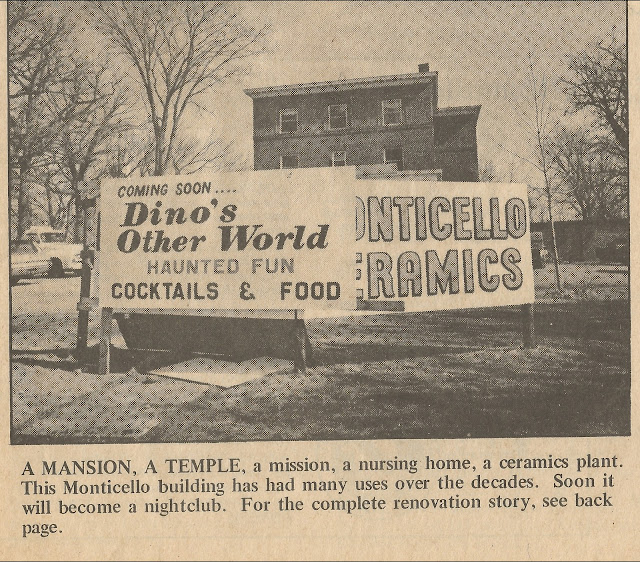 COMING SOON ....
Dino's
Other World
HAUNTED FUN
COCKTAILS & FOOD
ONTICELLO
ERAMICS
A MANSION, A TEMPLE, a mission, a nursing home, a ceramics plant.
This Monticello building has had many uses over the decades. Soon it
will become a nightclub. For the complete renovation story, see back
page.